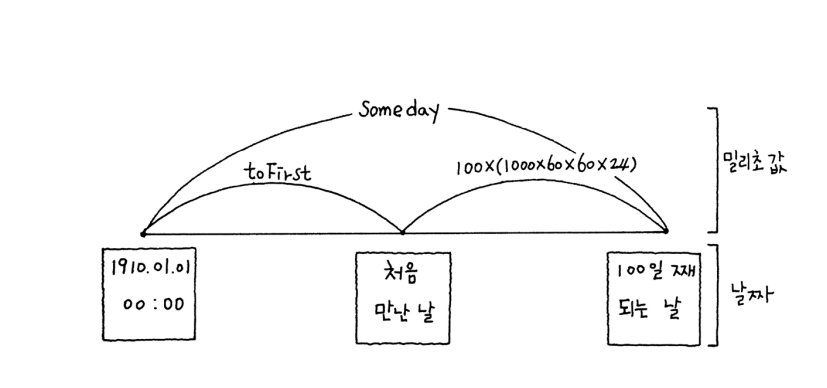 Someday
toFirst
100×(1000×60×60×24)
밀리초 값
1910.01.01
00:00
처음
만난 날
100일 째
되는 날
날짜